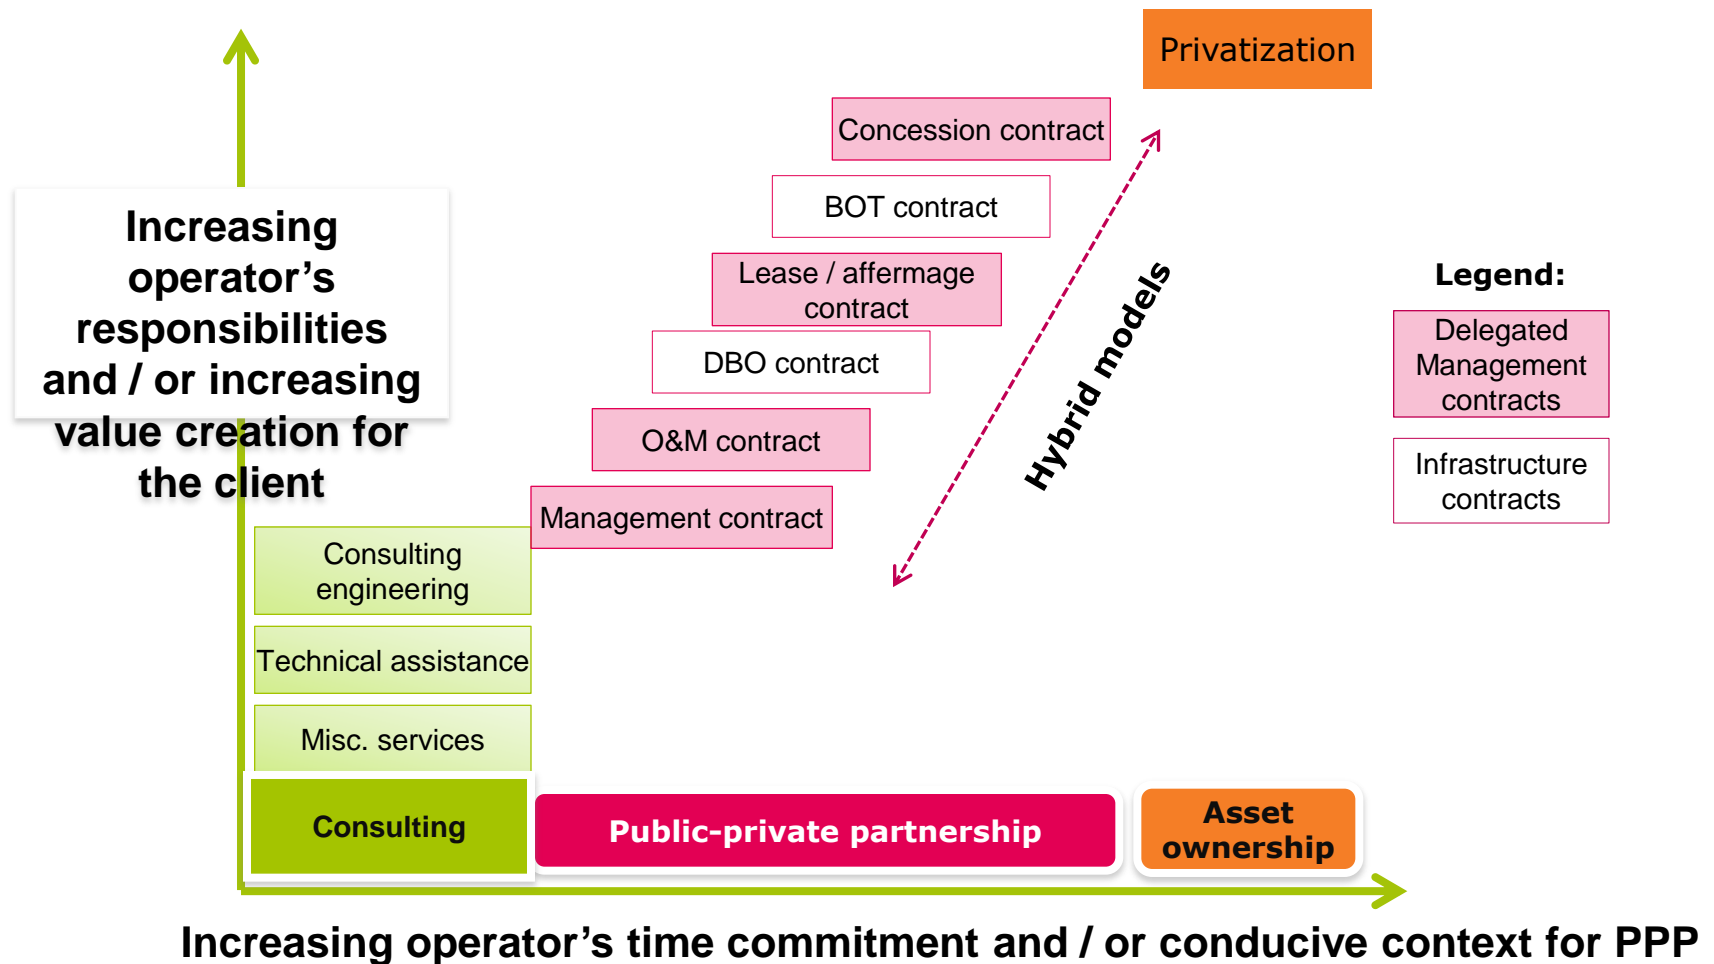 Privatization
Concession contract
BOT contract
Increasing
operator’s
responsibilities
and / or increasing
value creation for
the client
Lease / affermage
contract
DBO contract
O&M contract
Management contract
Hybrid models
Legend:
Delegated
Management
contracts
Infrastructure
contracts
Consulting
engineering
Technical assistance
Misc. services
Consulting
Public-private partnership
Asset
ownership
Increasing operator’s time commitment and / or conducive context for PPP